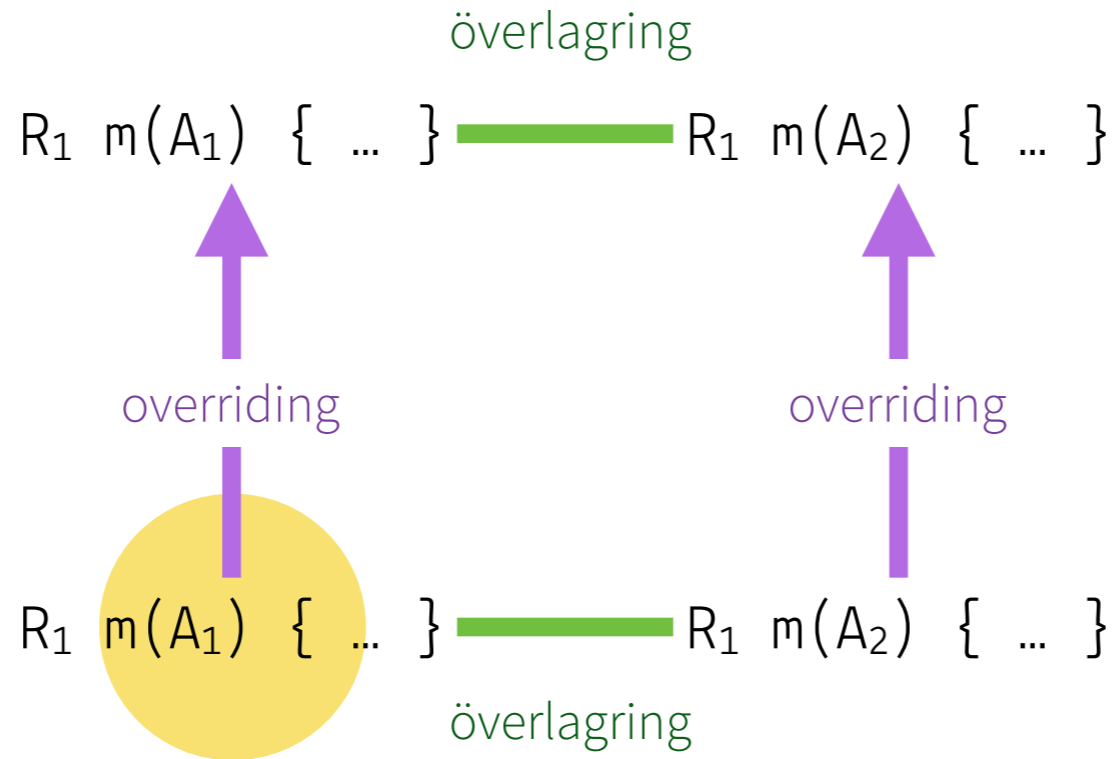 överlagring
R₁ m(A₁) { … } R₁ m(A₂) { … }
overriding overriding
R₁ m(A₁) { … } R₁ m(A₂) { … }
överlagring